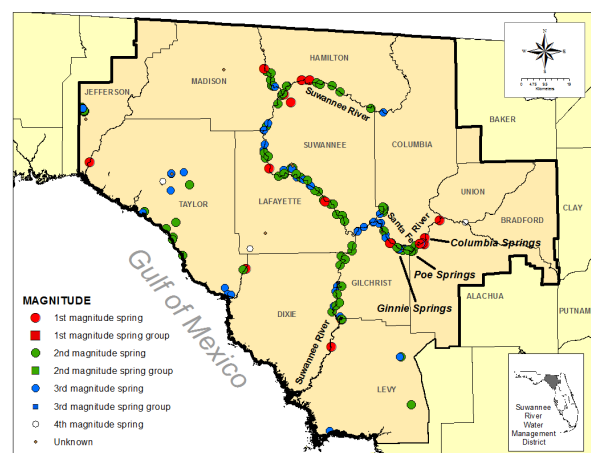 HAMILTON
MADISON
JEFFERSON
Suwannee River
BAKER
SUWANNEE
COLUMBIA
UNION
TAYLOR
LAFAYETTE
Santa Fe River
BRADFORD
CLAY
Columbia Springs
Poe Springs
Gulf of Mexico
GILCHRIST
Ginnie Springs
ALACHUA
PUTNAM
DIXIE
Suwannee River
LEVY
MAGNITUDE
1st magnitude spring
1st magnitude spring group
2nd magnitude spring
2nd magnitude spring group
3rd magnitude spring
3rd magnitude spring group
4th magnitude spring
Unknown
Kilometers
Suwannee
River
Water
Management
District